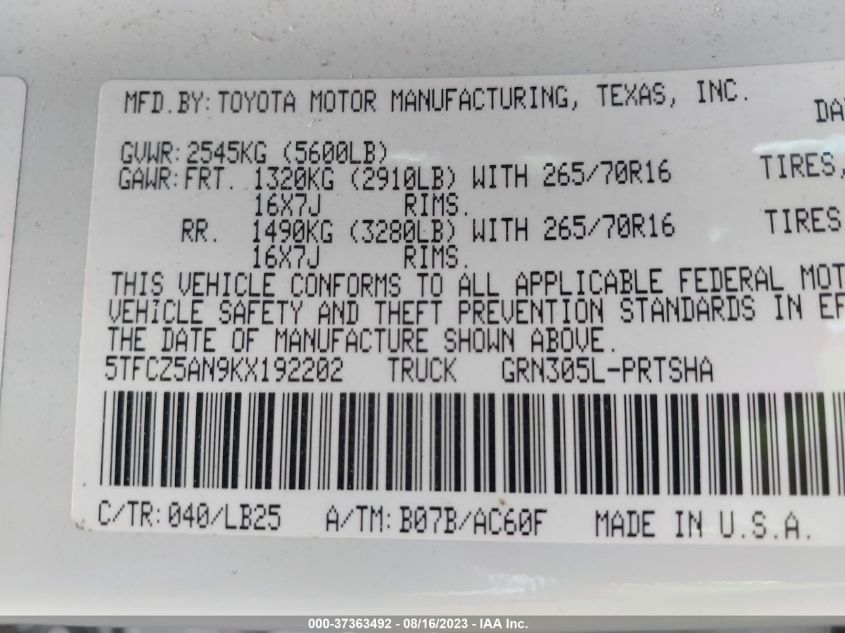 MFD.BY: TOYOTA MOTOR MANUFACTURING, TEXAS, INC.
GVWR: 2545KG (5600LB)
GAWR: FRT. 1320KG (2910LB) WITH 265/70R16 TIRES,
16X7J RIMS.
RR. 1490KG (3280LB) WITH 265/70R16 TIRES
16X7J RIMS.
THIS VEHICLE CONFORMS TO ALL APPLICABLE FEDERAL MOT
VEHICLE SAFETY AND THEFT PREVENTION STANDARDS IN EF
THE DATE OF MANUFACTURE SHOWN ABOVE.
5TFCZ5AN9KX192202 TRUCK GRN305L-PRTSHA
C/TR: 040/LB25 A/TM: B07B/AC60F MADE IN U.S.A.
000-37363492 - 08/16/2023 - IAA Inc.